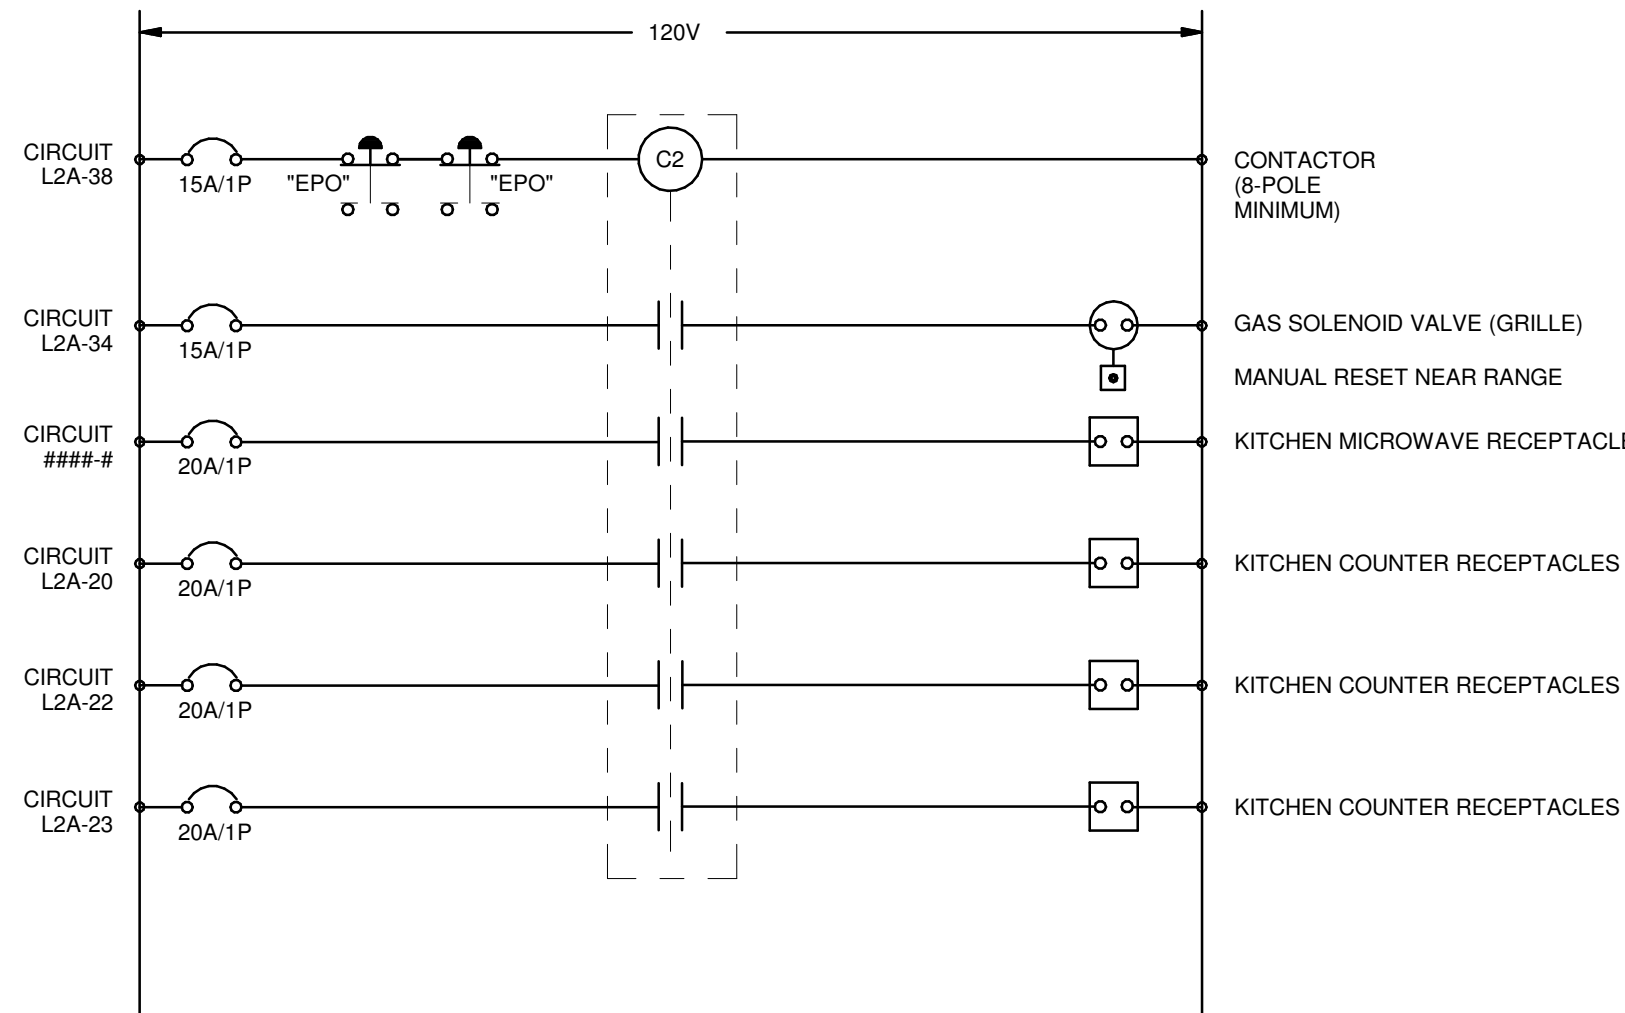 120V
CIRCUIT
L2A-38
15A/1P
"EPO"
"EPO"
C2
CONTACTOR
(8-POLE
MINIMUM)
CIRCUIT
L2A-34
15A/1P
GAS SOLENOID VALVE (GRILLE)
MANUAL RESET NEAR RANGE
CIRCUIT
####-#
20A/1P
KITCHEN MICROWAVE RECEPTACLE
CIRCUIT
L2A-20
20A/1P
KITCHEN COUNTER RECEPTACLES
CIRCUIT
L2A-22
20A/1P
KITCHEN COUNTER RECEPTACLES
CIRCUIT
L2A-23
20A/1P
KITCHEN COUNTER RECEPTACLES